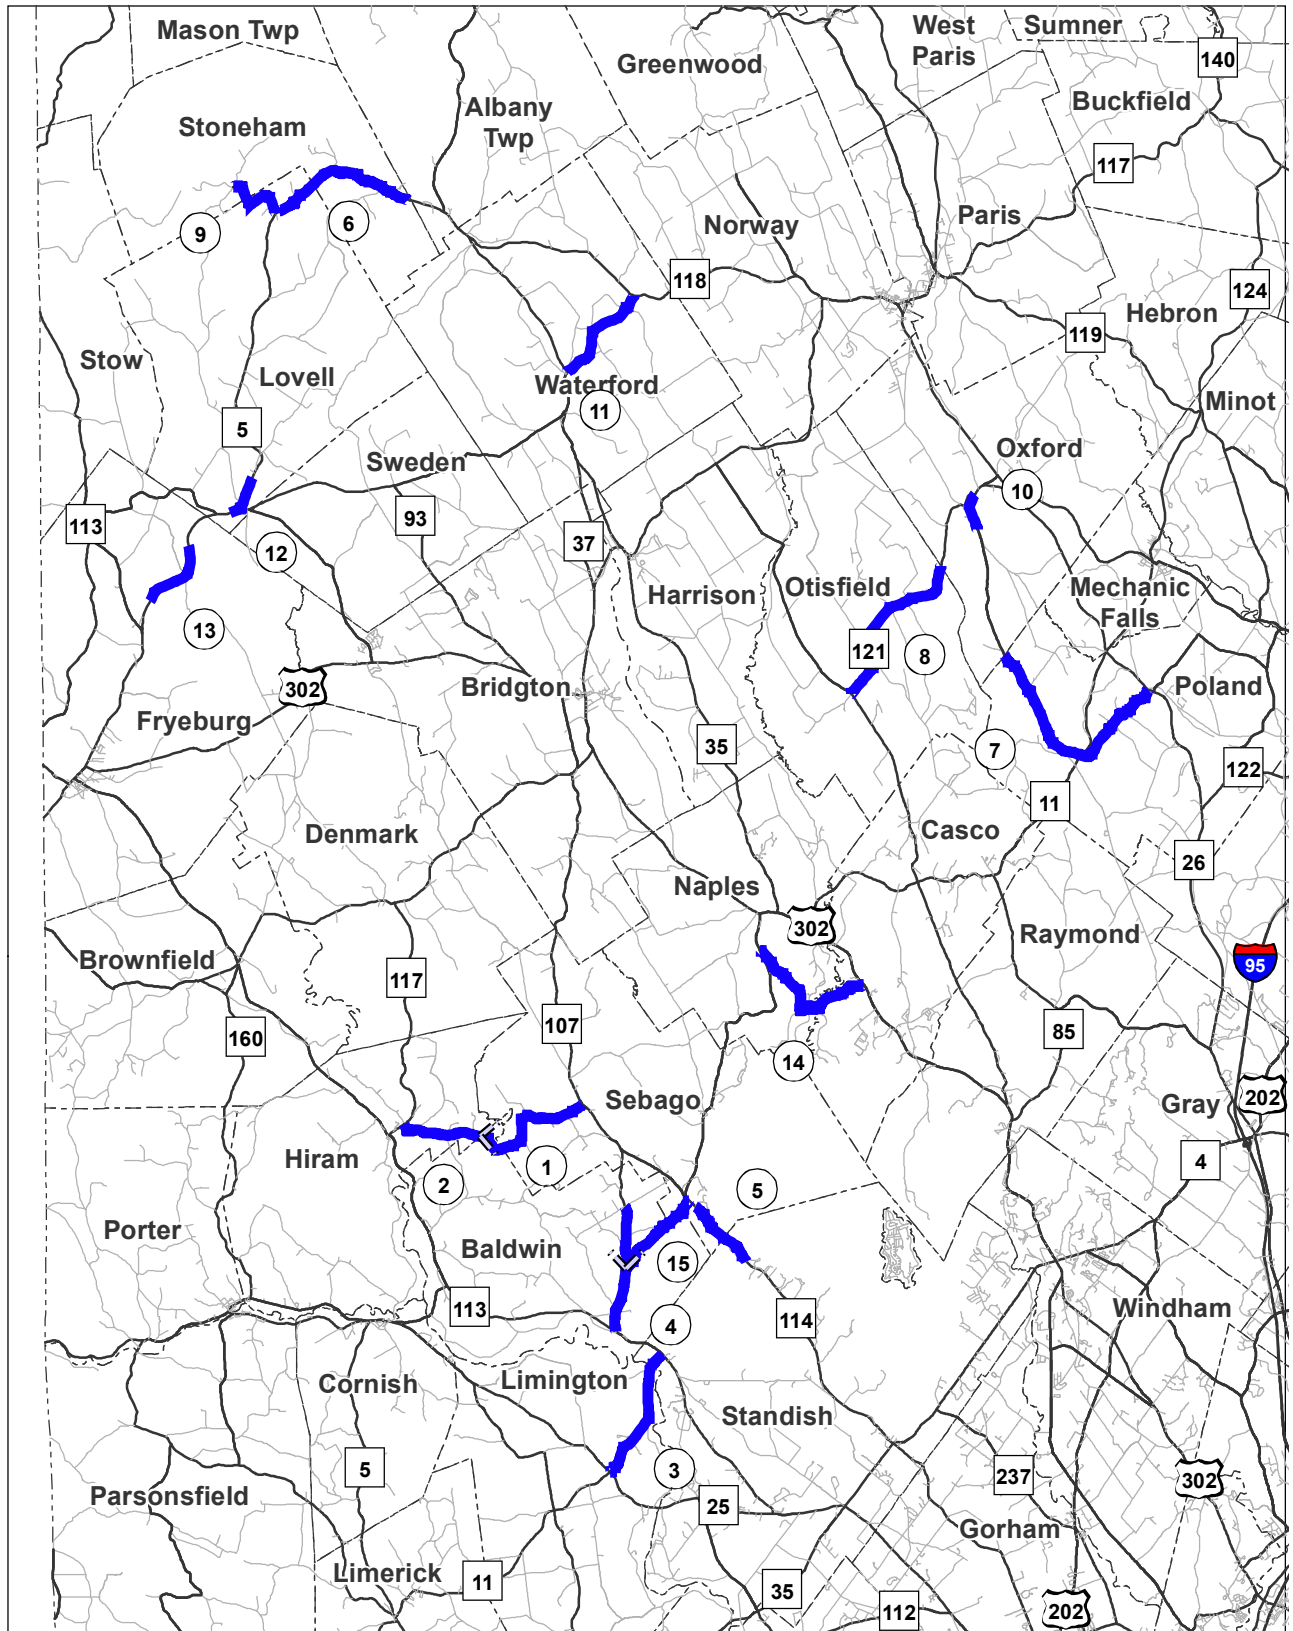 Mason Twp
West
Paris
Sumner
Greenwood
140
Albany
Twp
Buckfield
Stoneham
117
9
6
Norway
Paris
118
124
Hebron
119
Stow
Lovell
Waterford
11
Minot
5
Sweden
Oxford
10
113
93
12
37
Harrison
Otisfield
Mechanic
Falls
13
121
8
302
Bridgton
Poland
Fryeburg
35
7
122
11
Denmark
Casco
26
Naples
302
Raymond
Brownfield
95
117
160
107
85
14
Sebago
Gray
202
Hiram
1
2
5
4
Porter
Baldwin
15
113
4
114
Windham
Cornish
Limington
Standish
5
3
237
302
Parsonsfield
25
Gorham
Limerick
11
35
112
202